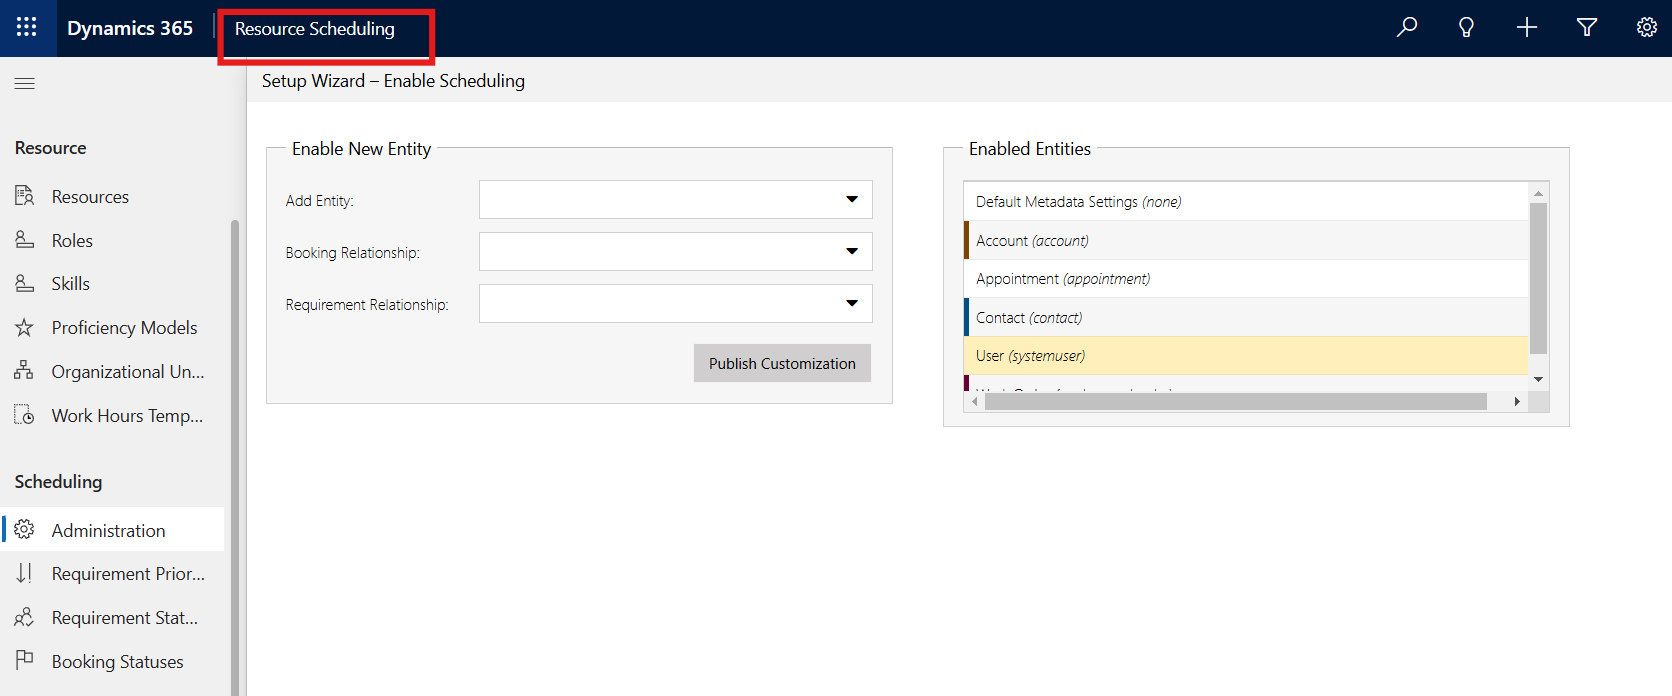 Dynamics 365
Resource Scheduling
Setup Wizard – Enable Scheduling
Resource
Resources
Roles
Skills
Proficiency Models
Organizational Un...
Work Hours Temp...
Scheduling
Administration
Requirement Prior...
Requirement Stat...
Booking Statuses
Enable New Entity
Add Entity:
Booking Relationship:
Requirement Relationship:
Publish Customization
Enabled Entities
Default Metadata Settings (none)
Account (account)
Appointment (appointment)
Contact (contact)
User (systemuser)